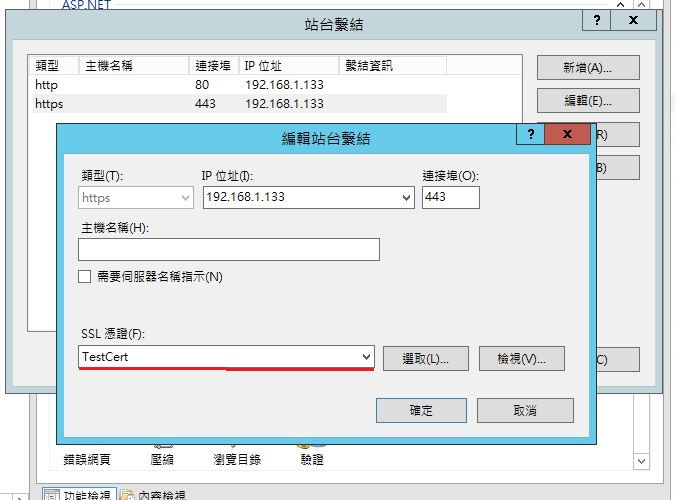 ASP.NET
站台繫結
?
x
類型 主機名稱 連接埠 IP 位址 繫結資訊
http 80 192.168.1.133
https 443 192.168.1.133
新增(A)...
編輯(E)...
R)
B)
C)
編輯站台繫結
?
x
類型(T): IP 位址(I): 連接埠(O):
https 192.168.1.133 443
主機名稱(H):
需要伺服器名稱指示(N)
SSL 憑證(F):
TestCert 選取(L)... 檢視(V)...
確定 取消
錯誤網頁 壓縮 瀏覽目錄 驗證
功能檢視 內容檢視